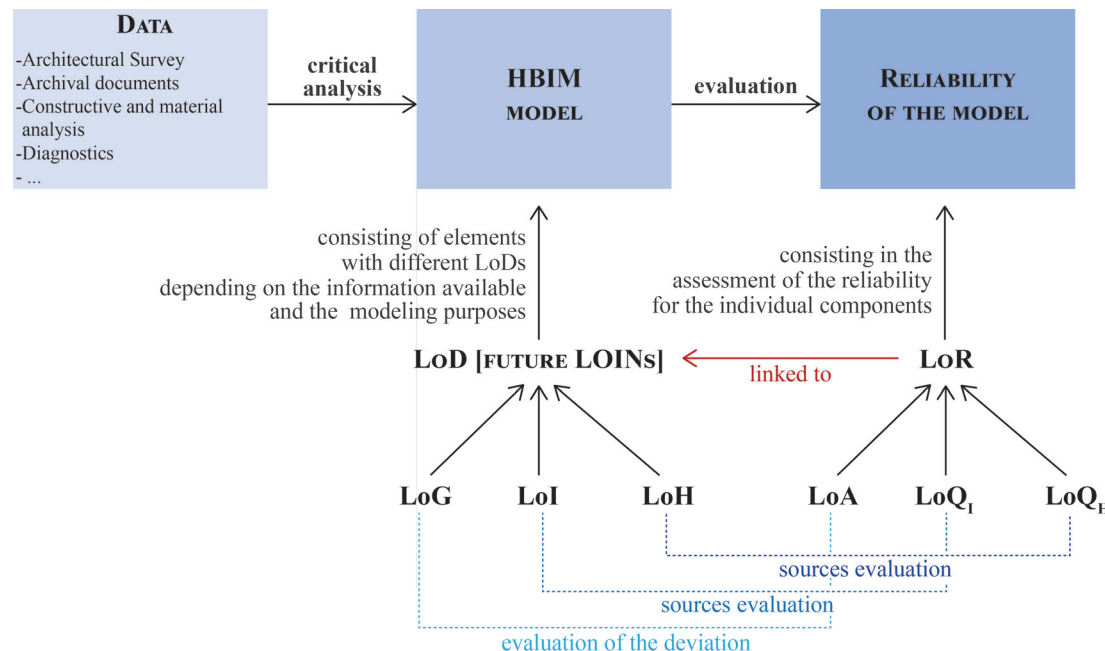 DATA
-Architectural Survey
-Archival documents
-Constructive and material
analysis
-Diagnostics
- ...
critical
analysis
HBIM
MODEL
evaluation
RELIABILITY
OF THE MODEL
consisting of elements
with different LoDs
depending on the information available
and the modeling purposes
consisting in the
assessment of the reliability
for the individual components
LOD [FUTURE LOINS]
linked to
LOR
LOG
LOI
LOH
LOA
LOQI
LOQH
sources evaluation
sources evaluation
evaluation of the deviation